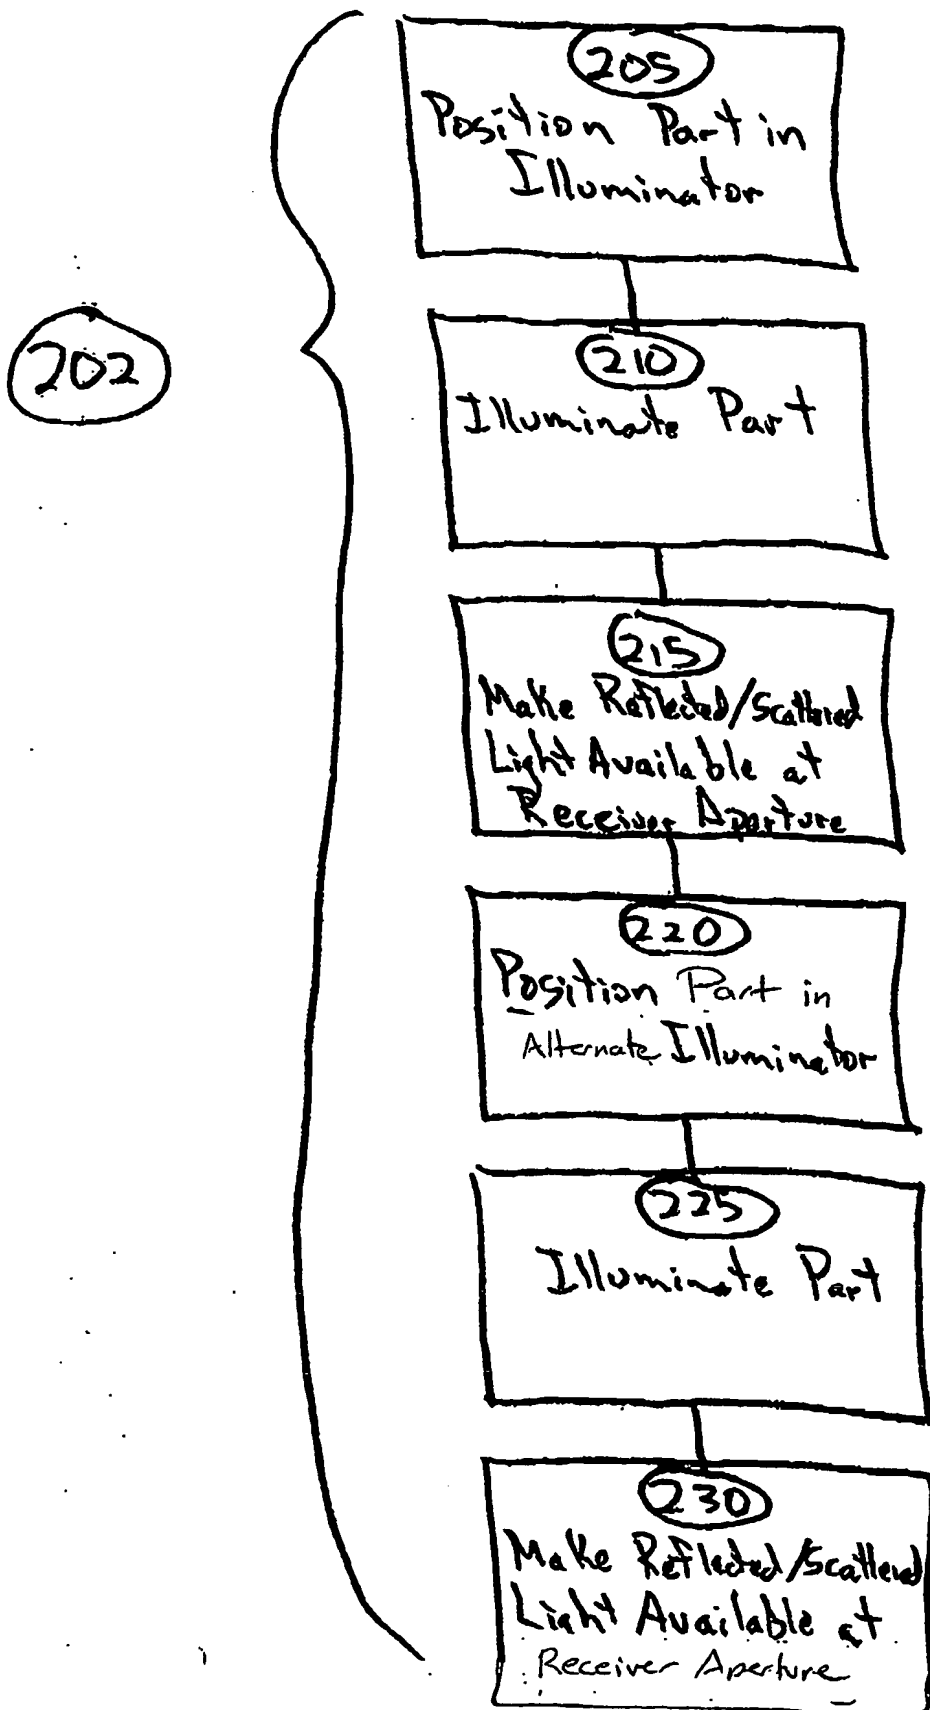 202
205
Position Part in
Illuminator
210
Illuminate Part
215
Make Reflected/Scattered
Light Available at
Receiver Aperture
220
Position Part in
Alternate Illuminator
225
Illuminate Part
230
Make Reflected/Scattered
Light Available at
Receiver Aperture